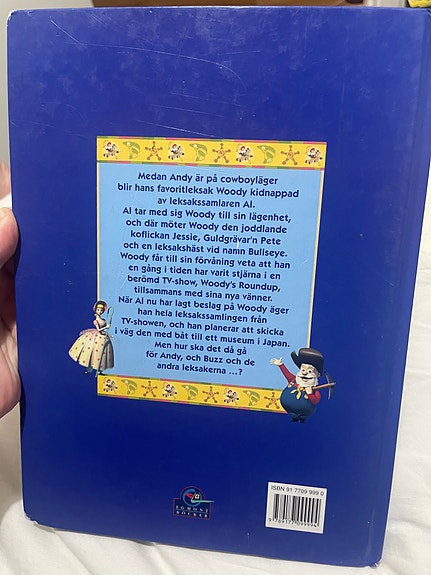 Medan Andy är på cowboyläger
blir hans favoritleksak Woody kidnappad
av leksakssamlaren Al.
Al tar med sig Woody till sin lägenhet,
och där möter Woody den joddlande
koflickan Jessie, Guldgrävar'n Pete
och en leksakshäst vid namn Bullseye.
Woody får till sin förvåning veta att han
en gång i tiden har varit stjärna i en
berömd TV-show, Woody's Roundup,
tillsammans med sina nya vänner.
När Al nu har lagt beslag på Woody äger
han hela leksakssamlingen från
TV-showen, och han planerar att skicka
i väg den med båt till ett museum i Japan.
Men hur ska det då gå
för Andy, och Buzz och de
andra leksakerna ...?
EGMONT
BÖCKER
ISBN 91 7709 999 0
9 789177 099994